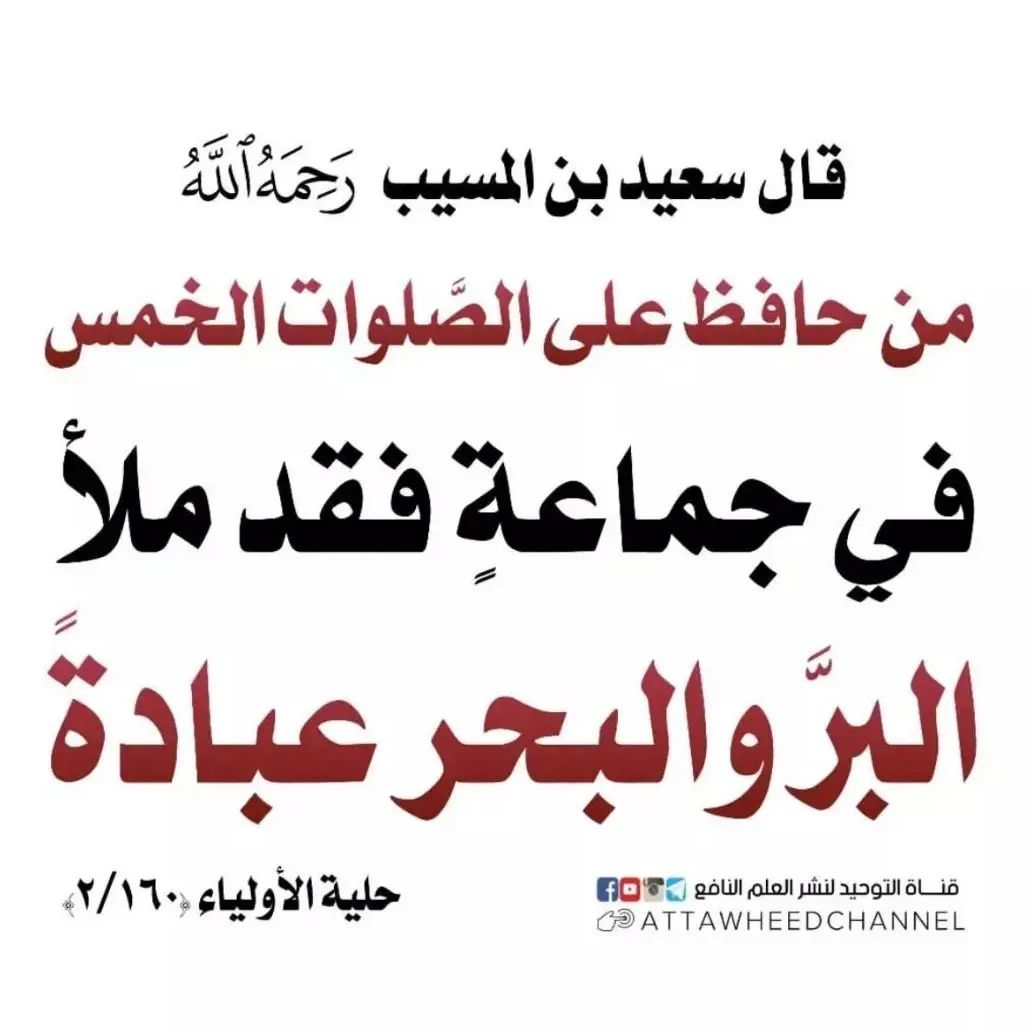 قال سعيد بن المسيب رَحِمَهُ ٱللَّهُ
من حافظ على الصَّلوات الخمس
في جماعةٍ فقد ملأ
البرَّ والبحر عبادةً
حلية الأولياء ﴿٢/١٦٠﴾
قناة التوحيد لنشر العلم النافع
ATTAWHEEDCHANNEL